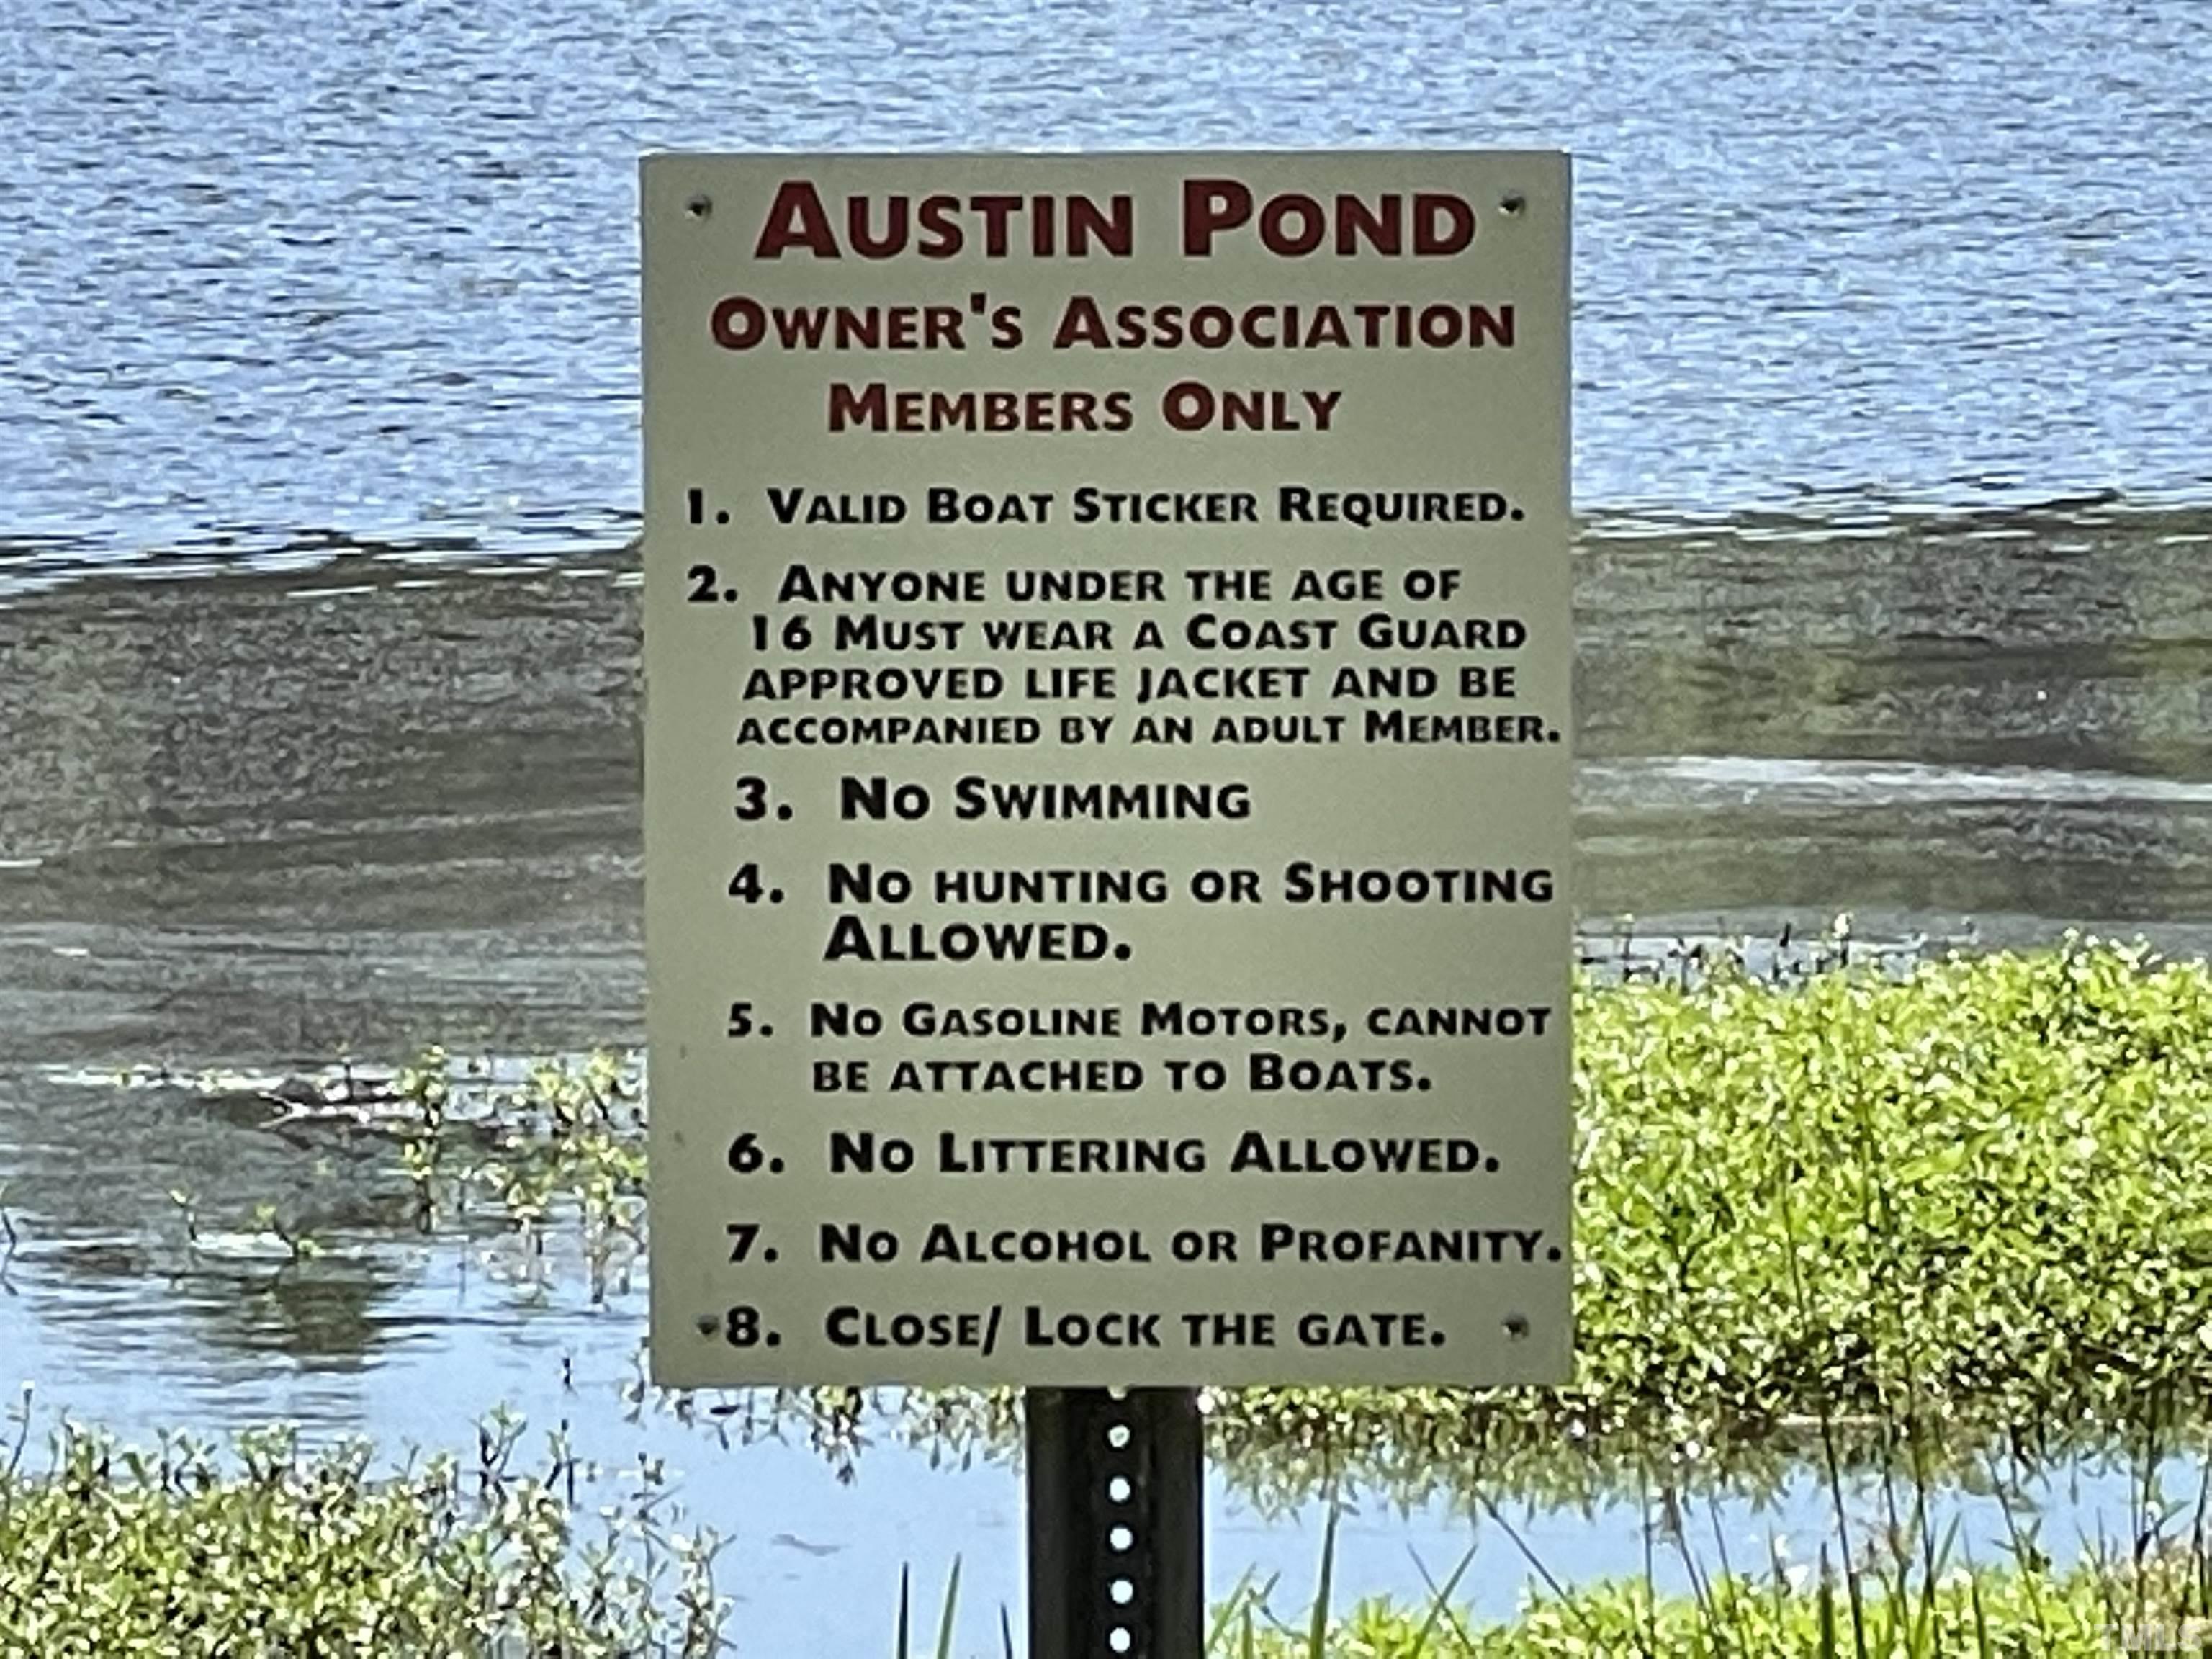 AUSTIN POND
OWNER'S ASSOCIATION
MEMBERS ONLY
1. VALID BOAT STICKER REQUIRED.
2. ANYONE UNDER THE AGE OF
16 MUST WEAR A COAST GUARD
APPROVED LIFE JACKET AND BE
ACCOMPANIED BY AN ADULT MEMBER.
3. NO SWIMMING
4. NO HUNTING OR SHOOTING
ALLOWED.
5. NO GASOLINE MOTORS, CANNOT
BE ATTACHED TO BOATS.
6. NO LITTERING ALLOWED.
7. NO ALCOHOL OR PROFANITY.
8. CLOSE/ LOCK THE GATE.
TMLS